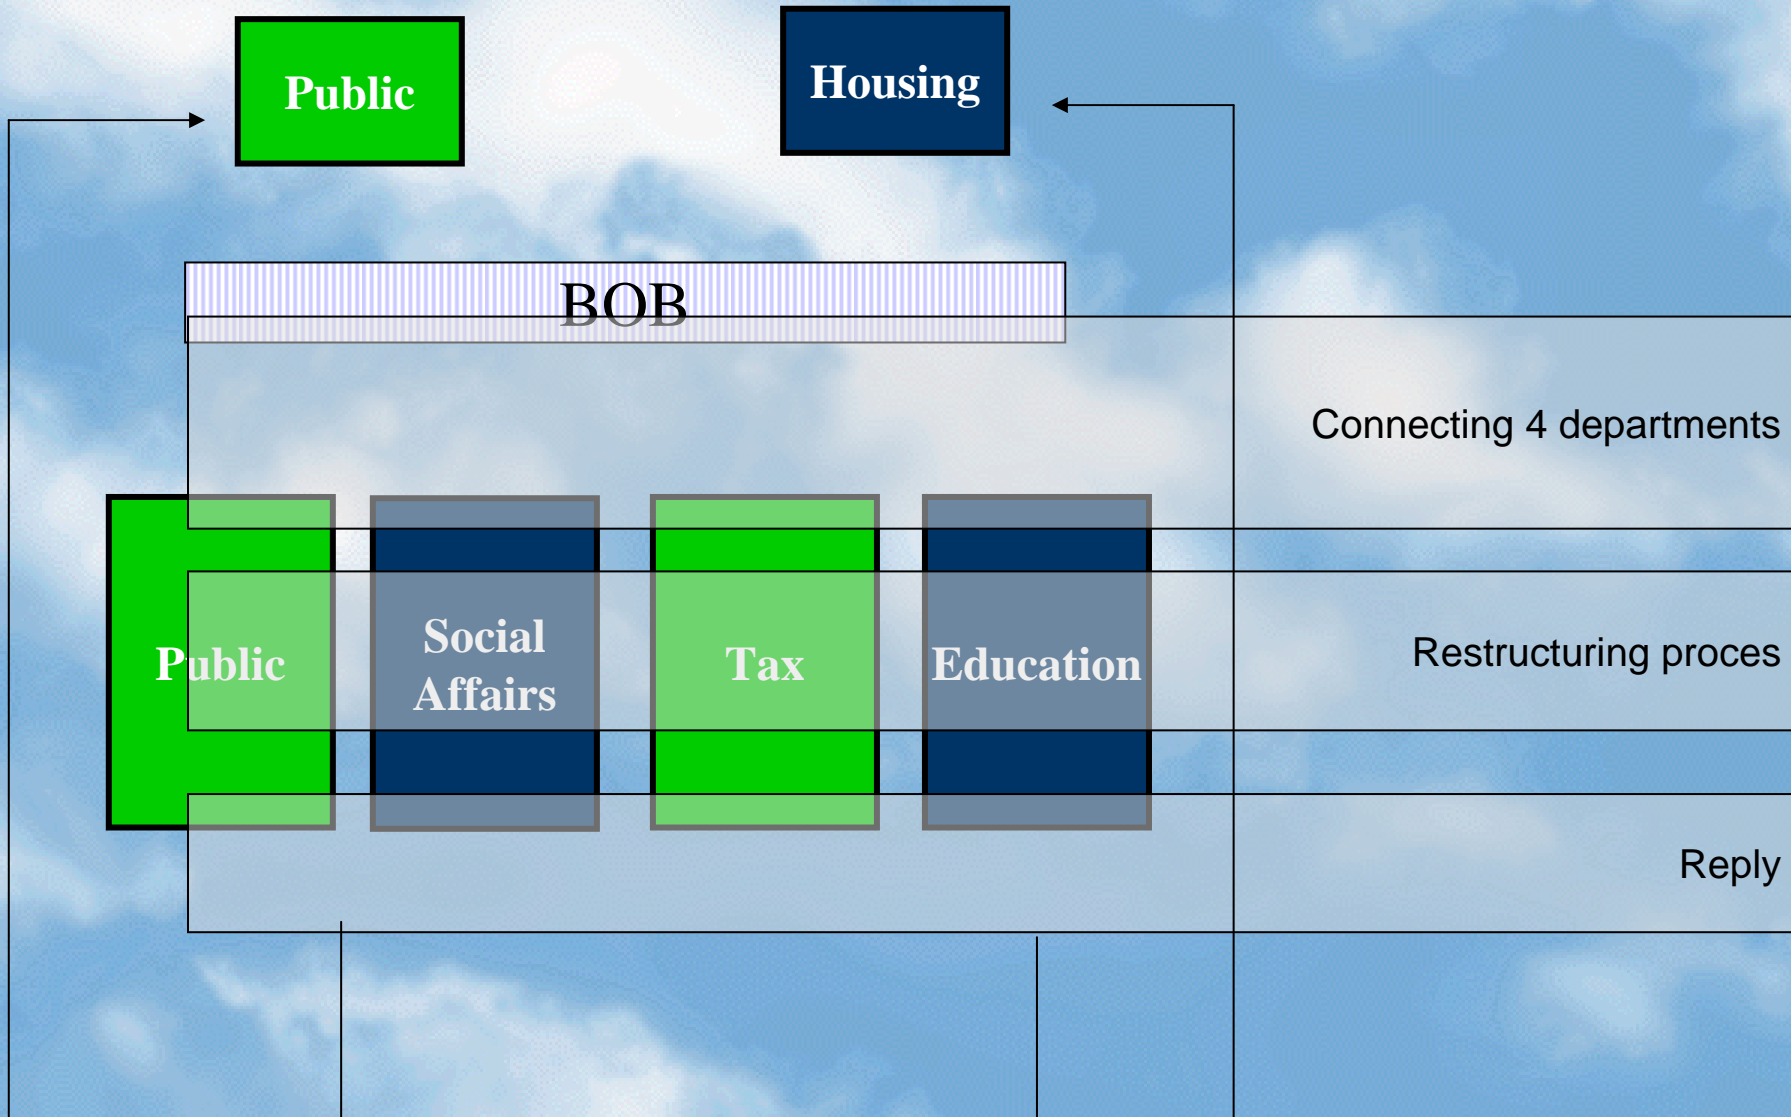 Public
Housing
BOB
Connecting 4 departments
Public
Social
Affairs
Tax
Education
Restructuring proces
Reply